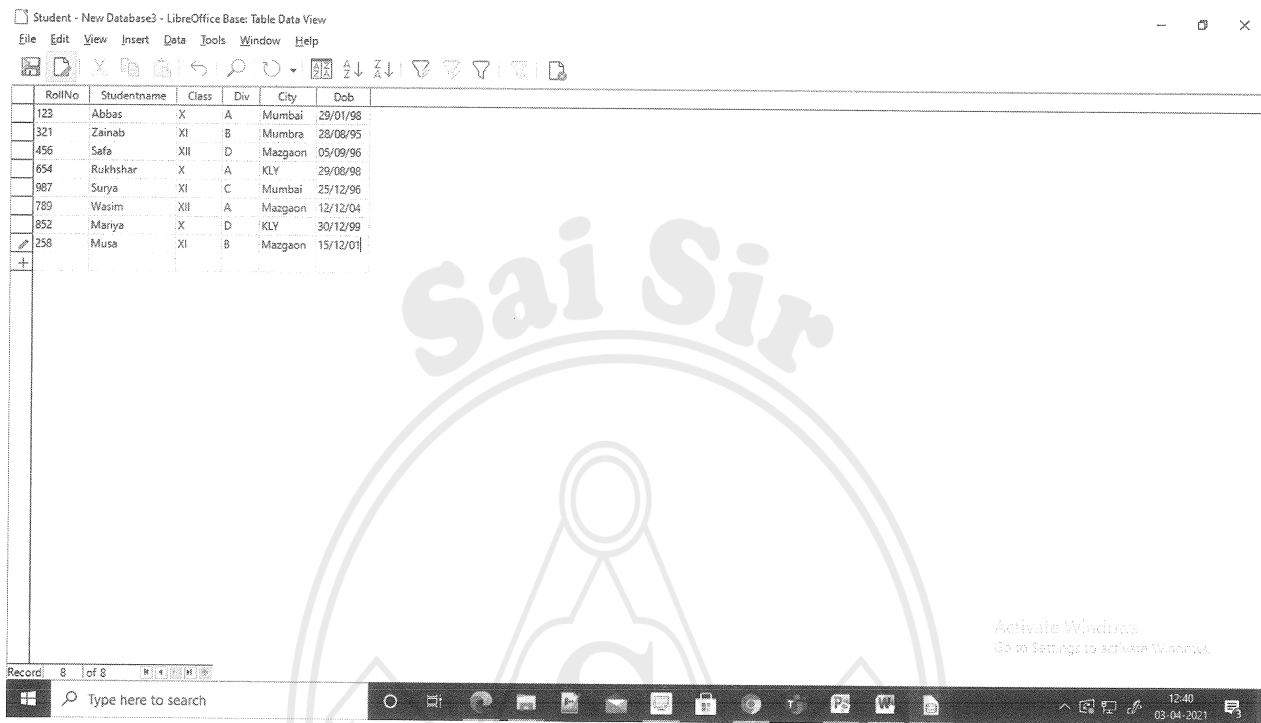 Student - New Database3 - LibreOffice Base: Table Data View
File Edit View Insert Data Tools Window Help
RollNo Studentname Class Div City Dob
123 Abbas X A Mumbai 29/01/98
321 Zainab XI B Mumbra 28/08/95
456 Safa XII D Mazgaon 05/09/96
654 Rukhshar X A KLY 29/08/98
987 Surya XI C Mumbai 25/12/96
789 Wasim XII A Mazgaon 12/12/04
852 Mariya X D KLY 30/12/99
258 Musa XI B Mazgaon 15/12/01
Sai Sir
Activate Windows
Go to Settings to activate Windows.
Record 8 of 8
Type here to search
12:40
03-04-2021